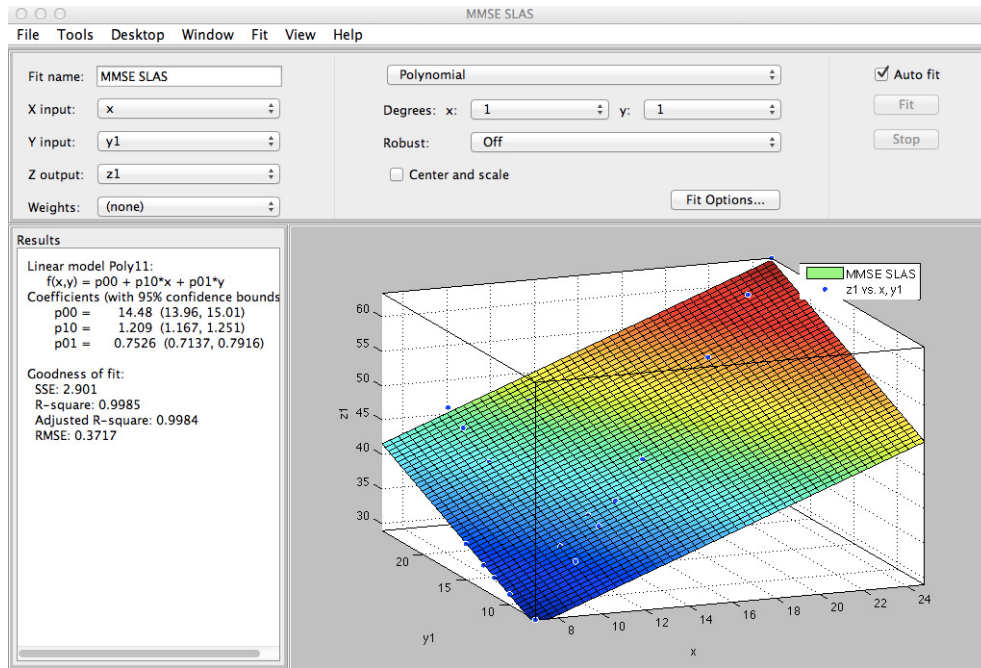 MMSE SLAS
File Tools Desktop Window Fit View Help
Fit name: MMSE SLAS
X input: x
Y input: y1
Z output: z1
Weights: (none)
Polynomial
Degrees: x: 1 y: 1
Robust: Off
Center and scale
Fit Options...
Auto fit
Fit
Stop
Results
Linear model Poly11:
f(x,y) = p00 + p10*x + p01*y
Coefficients (with 95% confidence bounds
p00 = 14.48 (13.96, 15.01)
p10 = 1.209 (1.167, 1.251)
p01 = 0.7526 (0.7137, 0.7916)
Goodness of fit:
SSE: 2.901
R-square: 0.9985
Adjusted R-square: 0.9984
RMSE: 0.3717
MMSE SLAS
z1 vs. x, y1
60
55
50
45
40
35
30
z1
20
15
10
y1
8 10 12 14 16 18 20 22 24
x